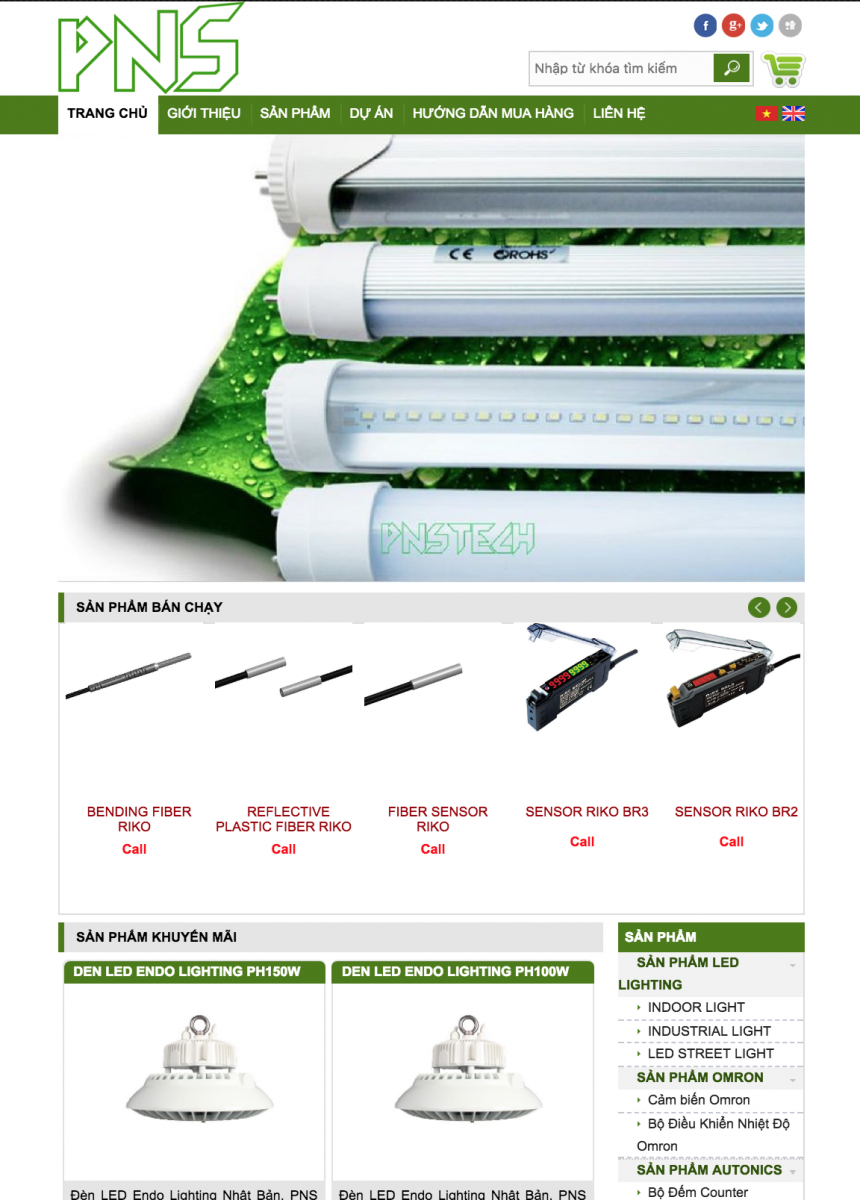 PNS
Nhập từ khóa tìm kiếm
TRANG CHỦ GIỚI THIỆU SẢN PHẨM DỰ ÁN HƯỚNG DẪN MUA HÀNG LIÊN HỆ
CE ROHS
PNSTECH
SẢN PHẨM BÁN CHẠY
BENDING FIBER RIKO
Call
REFLECTIVE PLASTIC FIBER RIKO
Call
FIBER SENSOR RIKO
Call
SENSOR RIKO BR3
Call
SENSOR RIKO BR2
Call
SẢN PHẨM KHUYẾN MÃI
DEN LED ENDO LIGHTING PH150W
Đèn LED Endo Lighting Nhật Bản, PNS
DEN LED ENDO LIGHTING PH100W
Đèn LED Endo Lighting Nhật Bản, PNS
SẢN PHẨM
SẢN PHẨM LED
LIGHTING
INDOOR LIGHT
INDUSTRIAL LIGHT
LED STREET LIGHT
SẢN PHẨM OMRON
Cảm biến Omron
Bộ Điều Khiển Nhiệt Độ
Omron
SẢN PHẨM AUTONICS
Bộ Đếm Counter